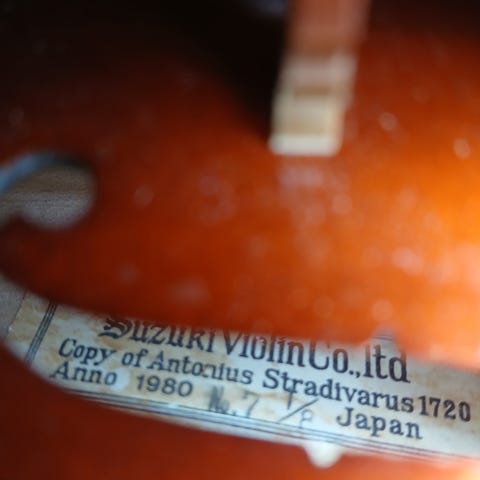 Suzuki Violin Co.,ltd
Copy of Antonius Stradivarus 1720
Anno 1980 No.7 1/8 Japan